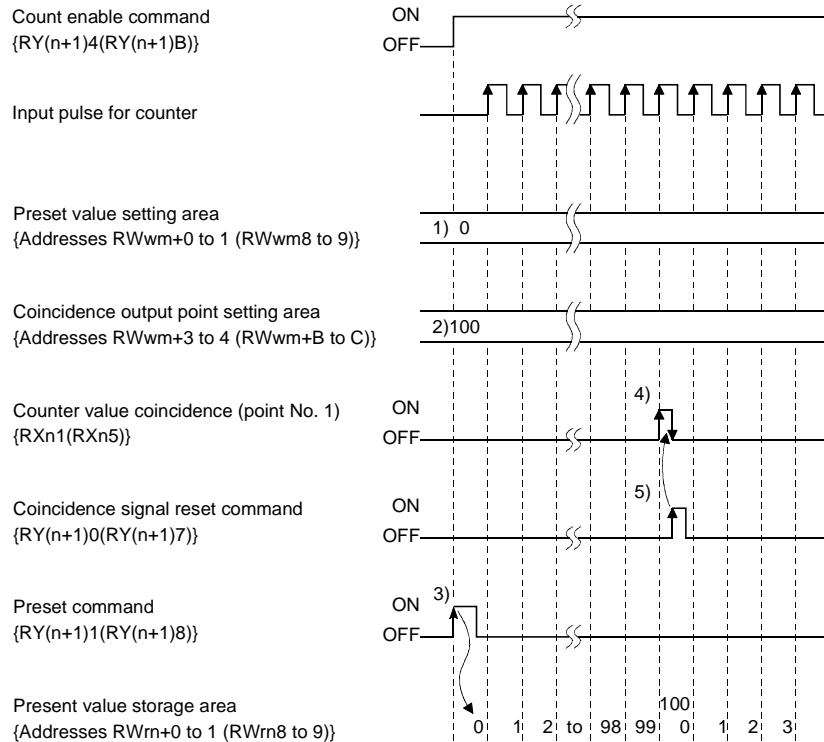 Count enable command
{RY(n+1)4(RY(n+1)B)}
ON
OFF
Input pulse for counter
Preset value setting area
{Addresses RWwm+0 to 1 (RWwm8 to 9)}
1) 0
Coincidence output point setting area
{Addresses RWwm+3 to 4 (RWwm+B to C)}
2)100
Counter value coincidence (point No. 1)
{RXn1(RXn5)}
ON
OFF
4)
Coincidence signal reset command
{RY(n+1)0(RY(n+1)7)}
ON
OFF
5)
Preset command
{RY(n+1)1(RY(n+1)8)}
ON
OFF
3)
Present value storage area
{Addresses RWrn+0 to 1 (RWrn8 to 9)}
100
0 1 2 to 98 99 0 1 2 3